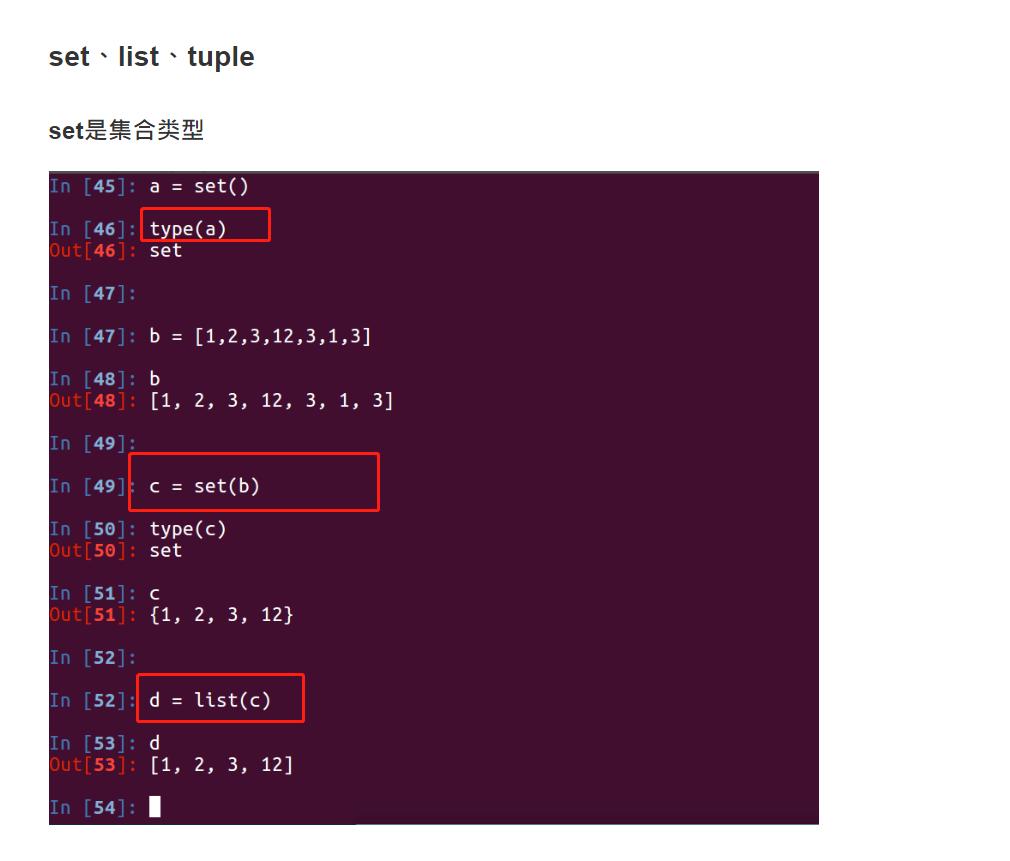 set、list、tuple
set是集合类型
In [45]: a = set()
In [46]: type(a)
Out[46]: set
In [47]:
In [47]: b = [1,2,3,12,3,1,3]
In [48]: b
Out[48]: [1, 2, 3, 12, 3, 1, 3]
In [49]:
In [49]: c = set(b)
In [50]: type(c)
Out[50]: set
In [51]: c
Out[51]: {1, 2, 3, 12}
In [52]:
In [52]: d = list(c)
In [53]: d
Out[53]: [1, 2, 3, 12]
In [54]: